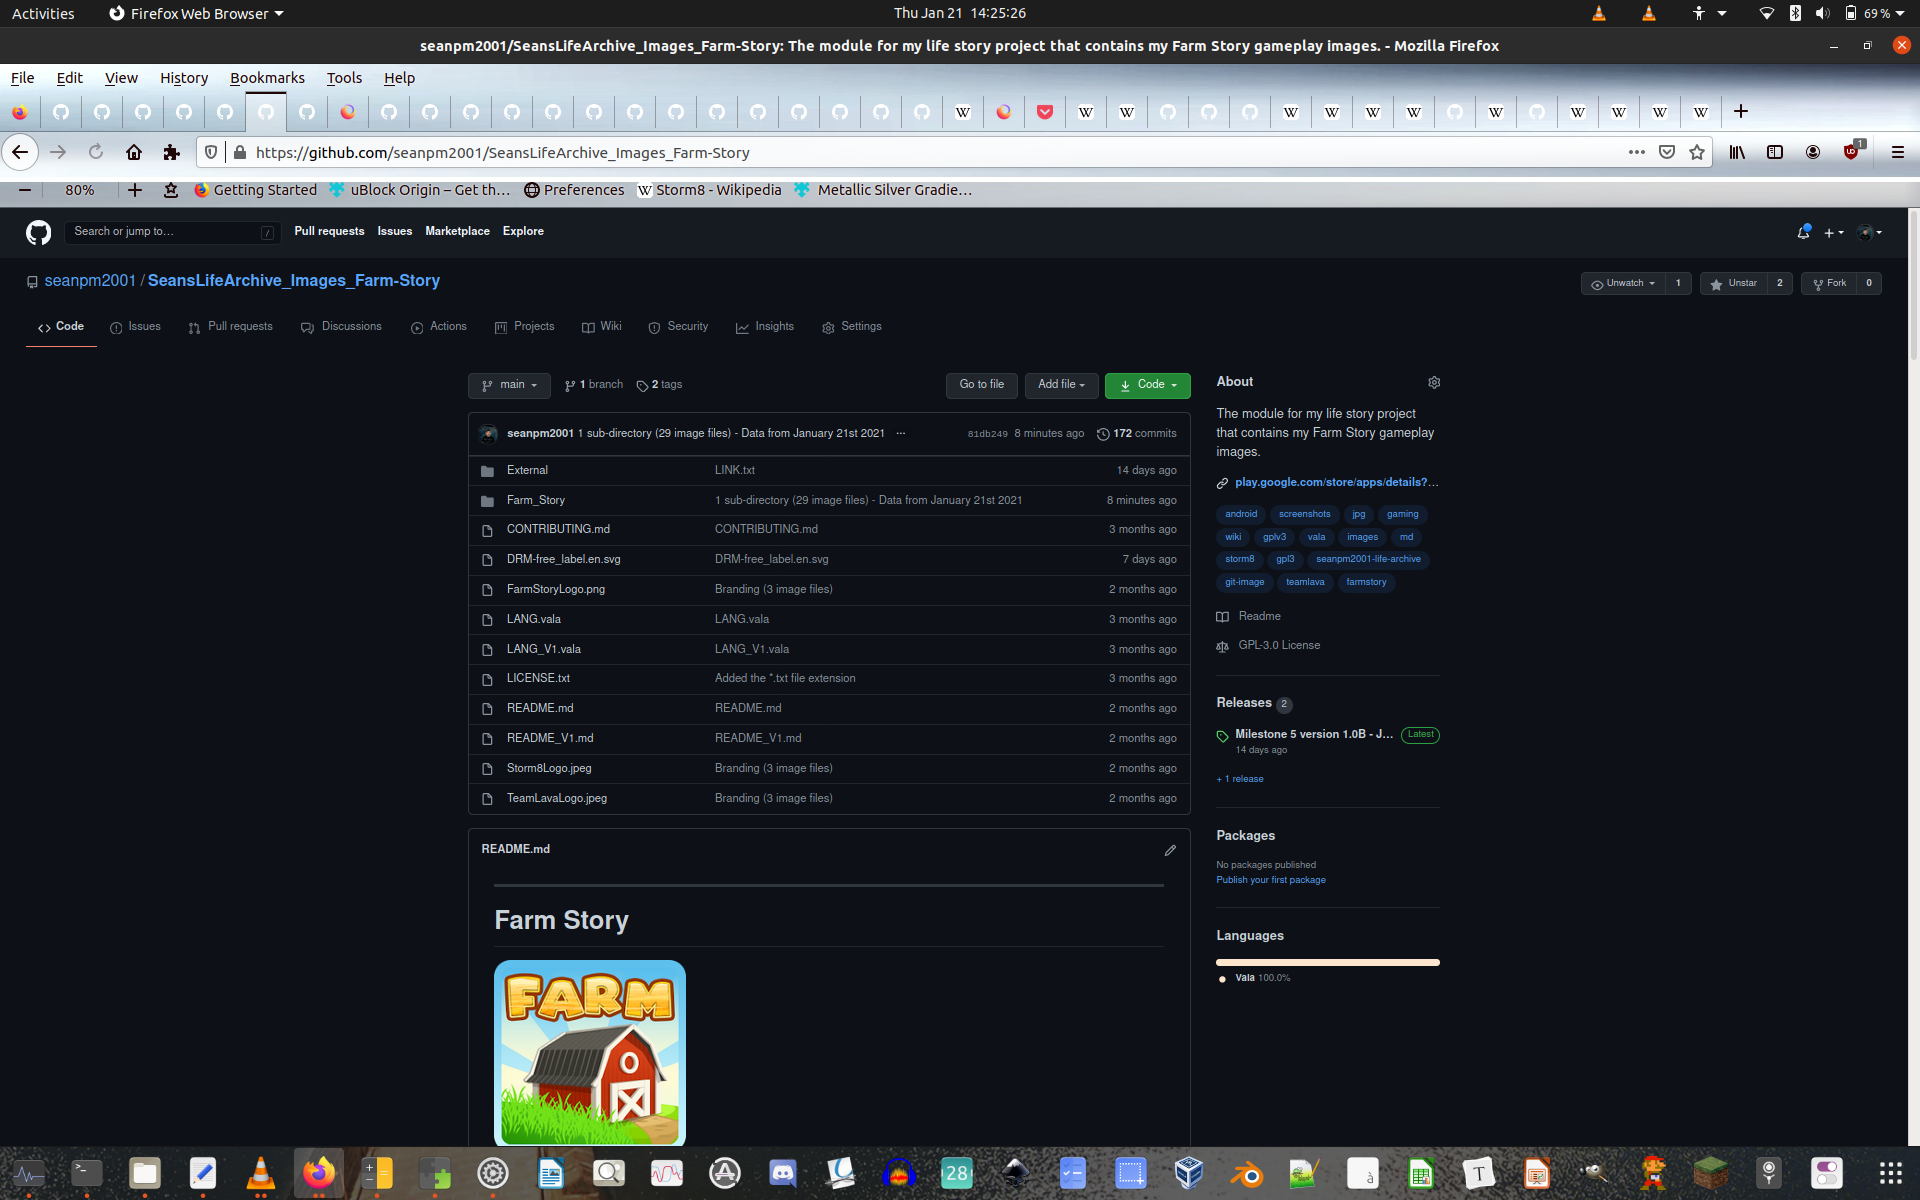 Activities Firefox Web Browser Thu Jan 21 14:25:26 69 %
seanpm2001/SeansLifeArchive_Images_Farm-Story: The module for my life story project that contains my Farm Story gameplay images. - Mozilla Firefox
File Edit View History Bookmarks Tools Help
https://github.com/seanpm2001/SeansLifeArchive_Images_Farm-Story 1
80% Getting Started uBlock Origin – Get th… Preferences Storm8 - Wikipedia Metallic Silver Gradie…
Search or jump to… / Pull requests Issues Marketplace Explore
seanpm2001 / SeansLifeArchive_Images_Farm-Story Unwatch 1 Unstar 2 Fork 0
Code Issues Pull requests Discussions Actions Projects Wiki Security Insights Settings
main 1 branch 2 tags Go to file Add file Code
seanpm2001 1 sub-directory (29 image files) - Data from January 21st 2021 ... 81db249 8 minutes ago 172 commits
External LINK.txt 14 days ago
Farm_Story 1 sub-directory (29 image files) - Data from January 21st 2021 8 minutes ago
CONTRIBUTING.md CONTRIBUTING.md 3 months ago
DRM-free_label.en.svg DRM-free_label.en.svg 7 days ago
FarmStoryLogo.png Branding (3 image files) 2 months ago
LANG.vala LANG.vala 3 months ago
LANG_V1.vala LANG_V1.vala 3 months ago
LICENSE.txt Added the *.txt file extension 3 months ago
README.md README.md 2 months ago
README_V1.md README_V1.md 2 months ago
Storm8Logo.jpeg Branding (3 image files) 2 months ago
TeamLavaLogo.jpeg Branding (3 image files) 2 months ago
README.md
Farm Story
FARM
About
The module for my life story project
that contains my Farm Story gameplay
images.
play.google.com/store/apps/details?…
android screenshots jpg gaming
wiki gplv3 vala images md
storm8 gpl3 seanpm2001-life-archive
git-image teamlava farmstory
Readme
GPL-3.0 License
Releases 2
Milestone 5 version 1.0B - J… Latest
14 days ago
+ 1 release
Packages
No packages published
Publish your first package
Languages
Vala 100.0%
28